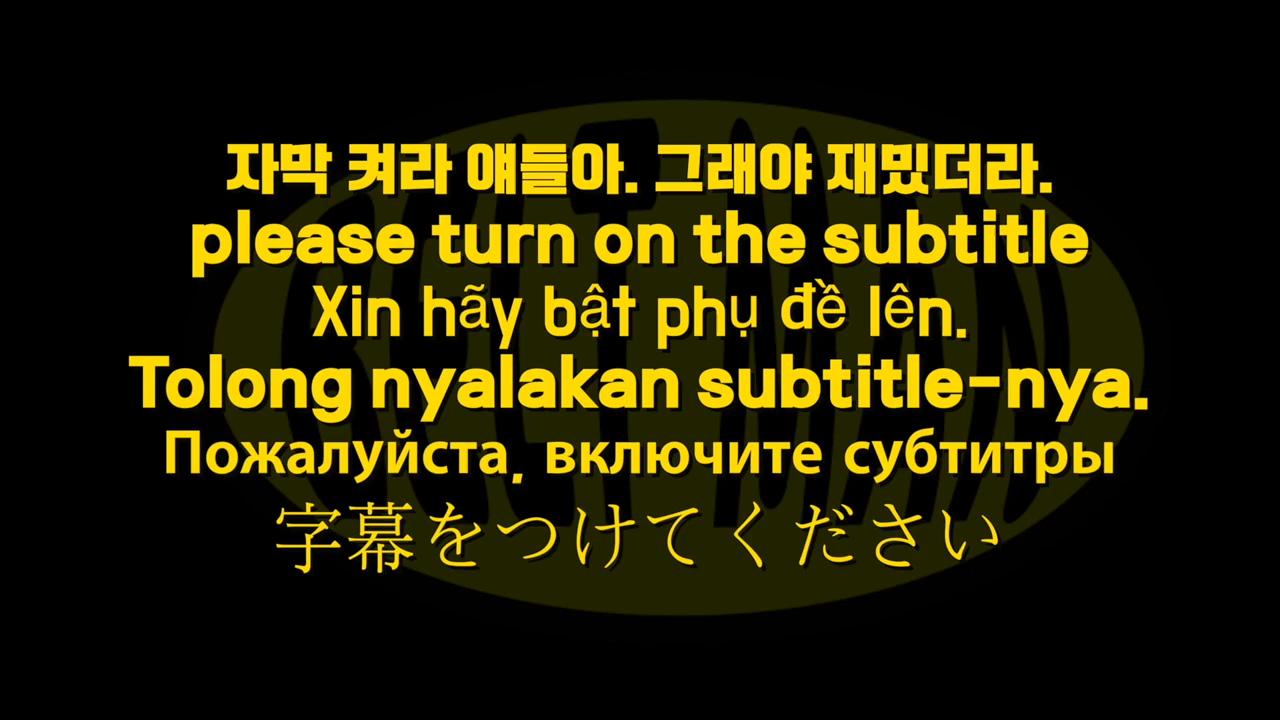 자막 켜라 얘들아. 그래야 재밌더라.
please turn on the subtitle
Xin hãy bật phụ đề lên.
Tolong nyalakan subtitle-nya.
Пожалуйста, включите субтитры
字幕をつけてください
BELT MAN